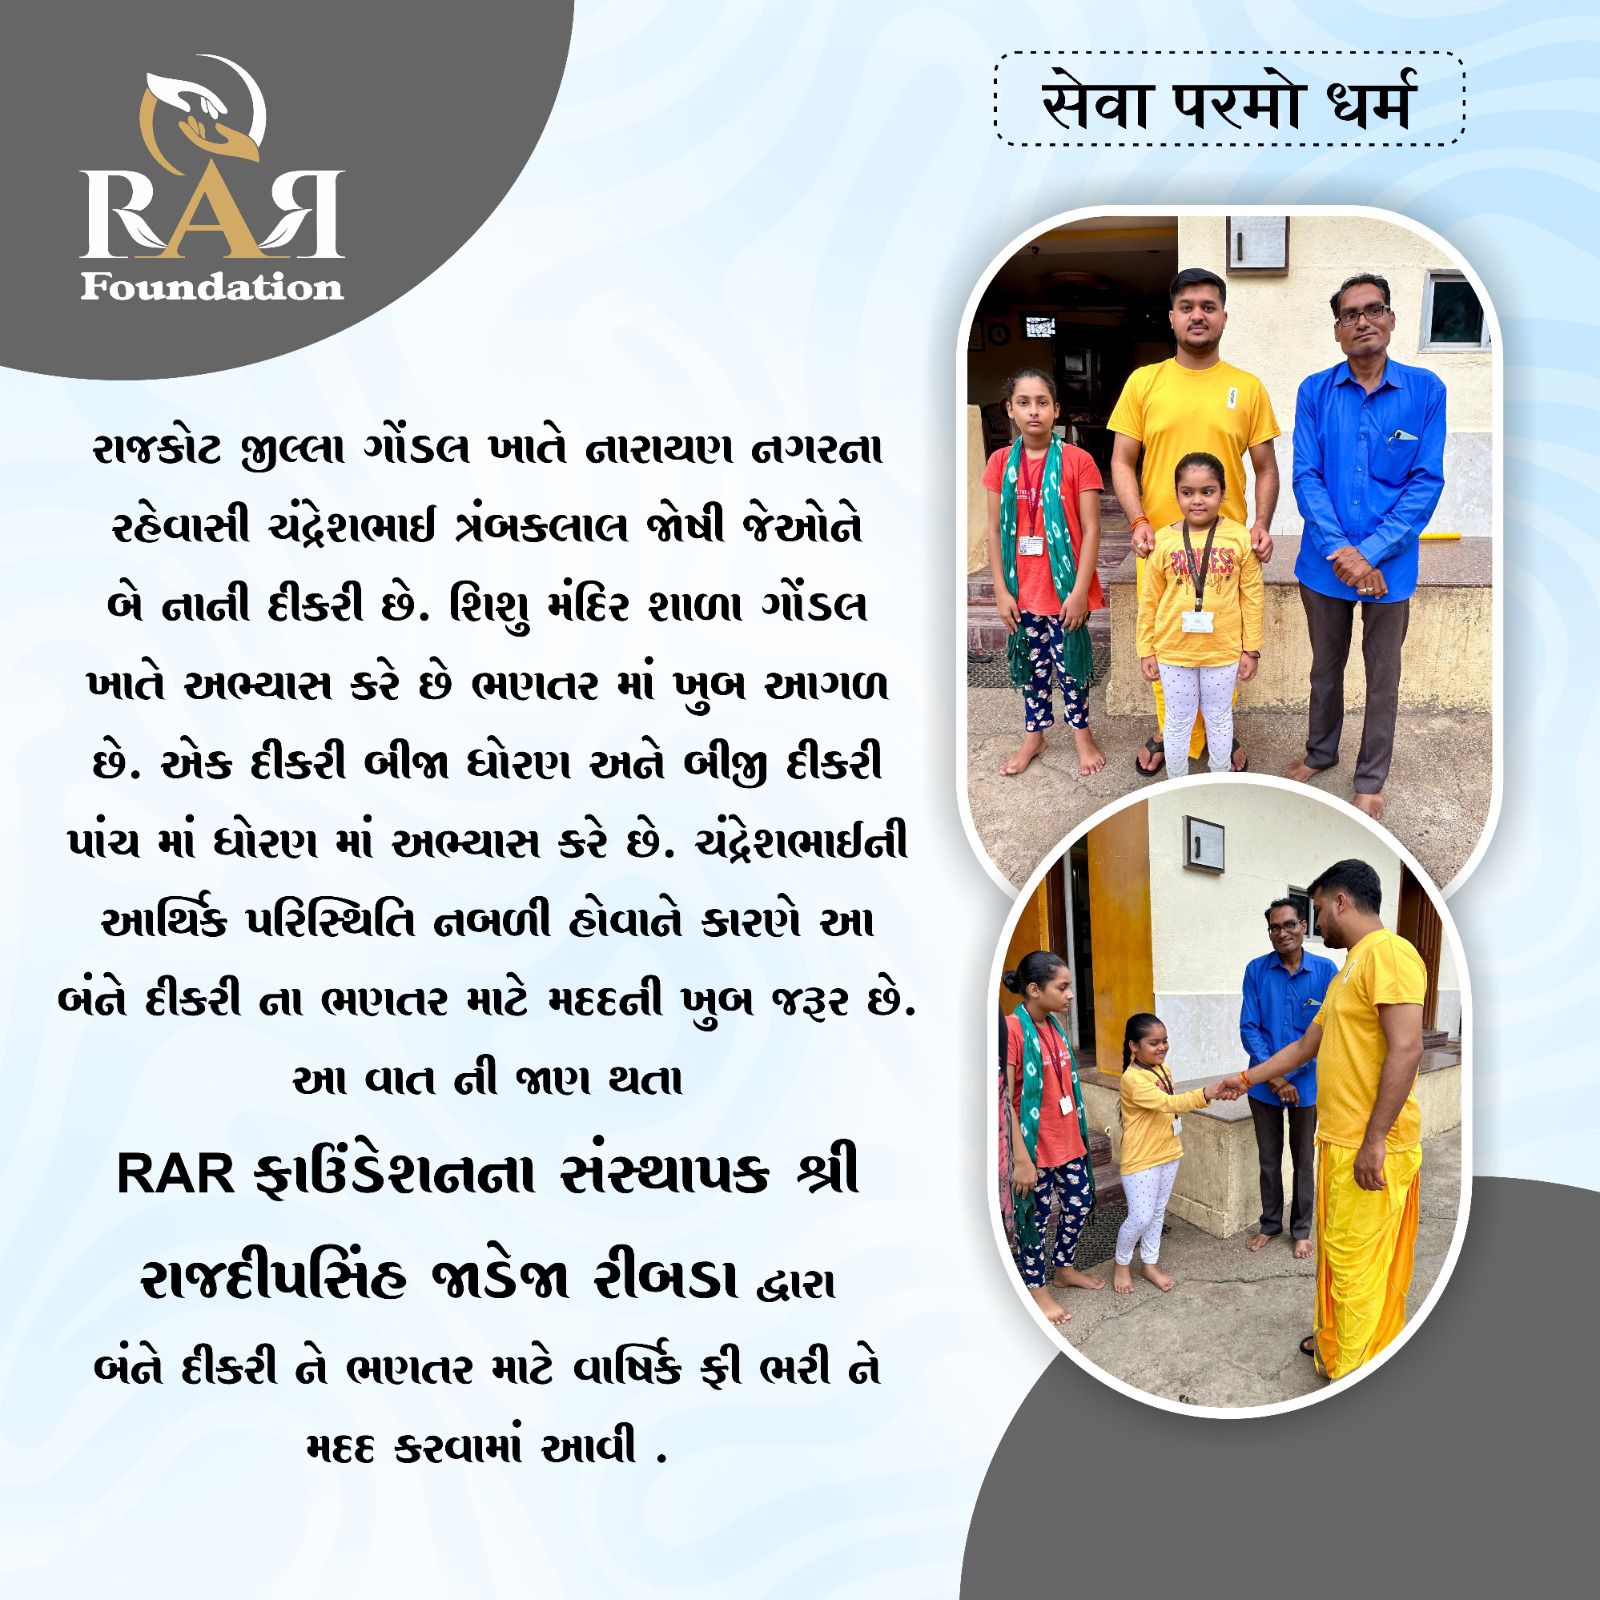 RAR
Foundation
सेवा परमो धर्म
રાજકોટ જીલ્લા ગોંડલ ખાતે નારાયણ નગરના
રહેવાસી ચંદ્રેશભાઈ ત્રંબકલાલ જોષી જેઓને
બે નાની દીકરી છે. શિશુ મંદિર શાળા ગોંડલ
ખાતે અભ્યાસ કરે છે ભણતર માં ખુબ આગળ
છે. એક દીકરી બીજા ધોરણ અને બીજી દીકરી
પાંચ માં ધોરણ માં અભ્યાસ કરે છે. ચંદ્રેશભાઈની
આર્થિક પરિસ્થિતિ નબળી હોવાને કારણે આ
બંને દીકરી ના ભણતર માટે મદદની ખુબ જરૂર છે.
આ વાત ની જાણ થતા
RAR ફાઉંડેશનના સંસ્થાપક શ્રી
રાજદીપસિંહ જાડેજા રીબડા દ્વારા
બંને દીકરી ને ભણતર માટે વાર્ષિક ફી ભરી ને
મદદ કરવામાં આવી .